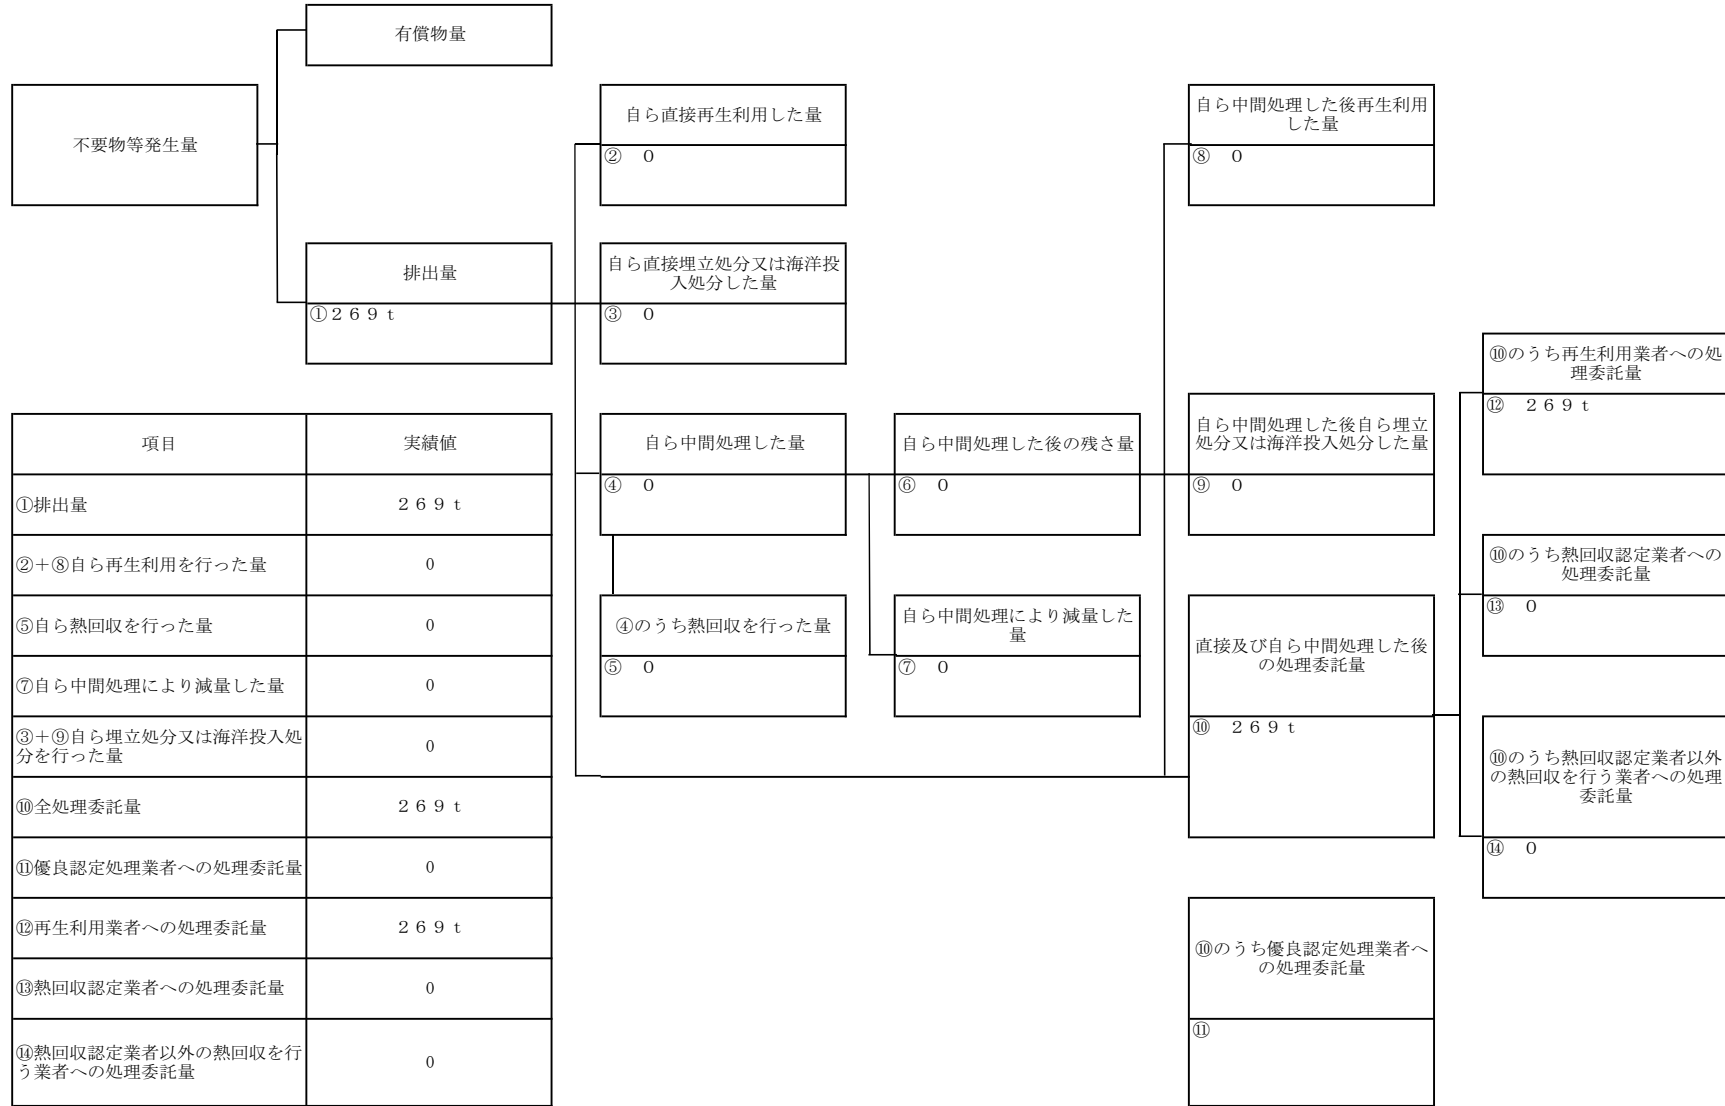 有償物量
不要物等発生量
自ら直接再生利用した量
② 0
自ら中間処理した後再生利用
した量
⑧ 0
排出量
①２６９ｔ
自ら直接埋立処分又は海洋投
入処分した量
③ 0
⑩のうち再生利用業者への処
理委託量
⑫ ２６９ｔ
自ら中間処理した量
④ 0
自ら中間処理した後の残さ量
⑥ 0
自ら中間処理した後自ら埋立
処分又は海洋投入処分した量
⑨ 0
⑩のうち熱回収認定業者への
処理委託量
⑬ 0
④のうち熱回収を行った量
⑤ 0
自ら中間処理により減量した
量
⑦ 0
直接及び自ら中間処理した後
の処理委託量
⑩ ２６９ｔ
⑩のうち熱回収認定業者以外
の熱回収を行う業者への処理
委託量
⑭ 0
⑩のうち優良認定処理業者へ
の処理委託量
⑪
項目 実績値
①排出量 ２６９ｔ
②＋⑧自ら再生利用を行った量 0
⑤自ら熱回収を行った量 0
⑦自ら中間処理により減量した量 0
③＋⑨自ら埋立処分又は海洋投入処
分を行った量 0
⑩全処理委託量 ２６９ｔ
⑪優良認定処理業者への処理委託量 0
⑫再生利用業者への処理委託量 ２６９ｔ
⑬熱回収認定業者への処理委託量 0
⑭熱回収認定業者以外の熱回収を行
う業者への処理委託量 0